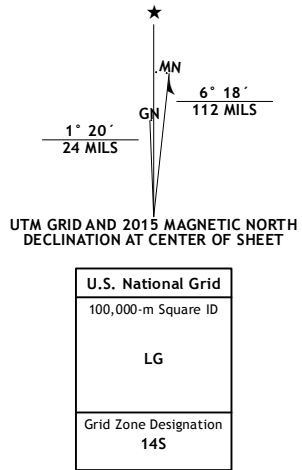 MN
GN
6° 18´
112 MILS
1° 20´
24 MILS
UTM GRID AND 2015 MAGNETIC NORTH
DECLINATION AT CENTER OF SHEET
U.S. National Grid
100,000-m Square ID
LG
Grid Zone Designation
14S